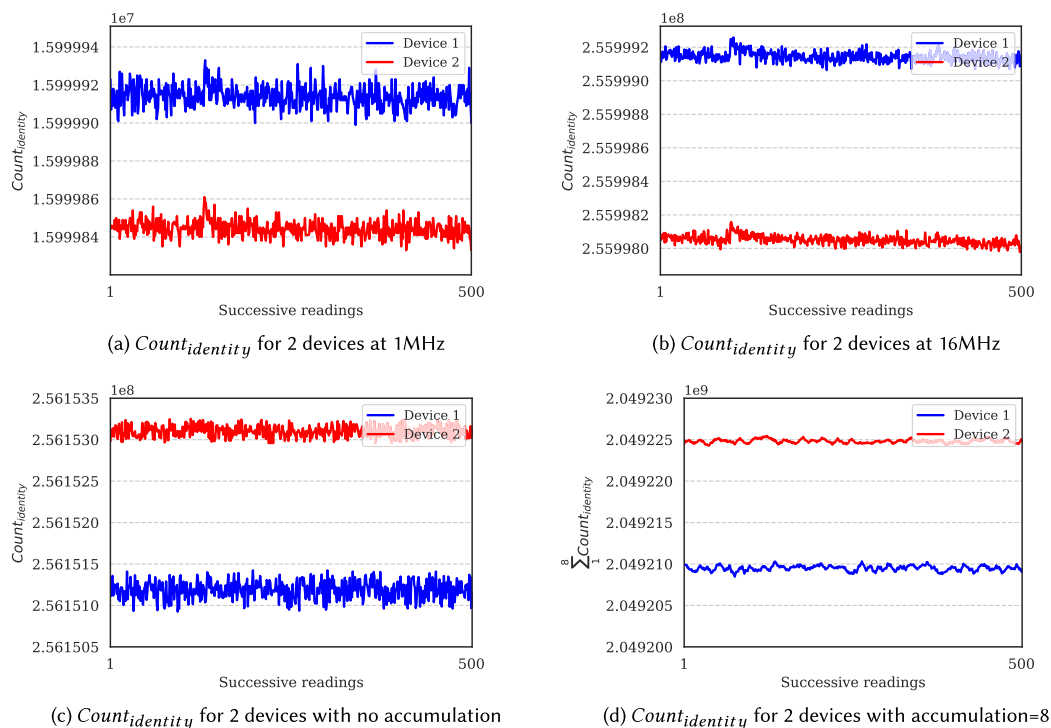 1e7
1.599994
1.599992
1.599990
1.599988
1.599986
1.599984
Count_identity
Device 1
Device 2
1
500
Successive readings
(a) Count_identity for 2 devices at 1MHz
1e8
2.559992
2.559990
2.559988
2.559986
2.559984
2.559982
2.559980
Count_identity
Device 1
Device 2
1
500
Successive readings
(b) Count_identity for 2 devices at 16MHz
1e8
2.561535
2.561530
2.561525
2.561520
2.561515
2.561510
2.561505
Count_identity
Device 1
Device 2
1
500
Successive readings
(c) Count_identity for 2 devices with no accumulation
1e9
2.049230
2.049225
2.049220
2.049215
2.049210
2.049205
2.049200
8∑1 Count_identity
Device 1
Device 2
1
500
Successive readings
(d) Count_identity for 2 devices with accumulation=8